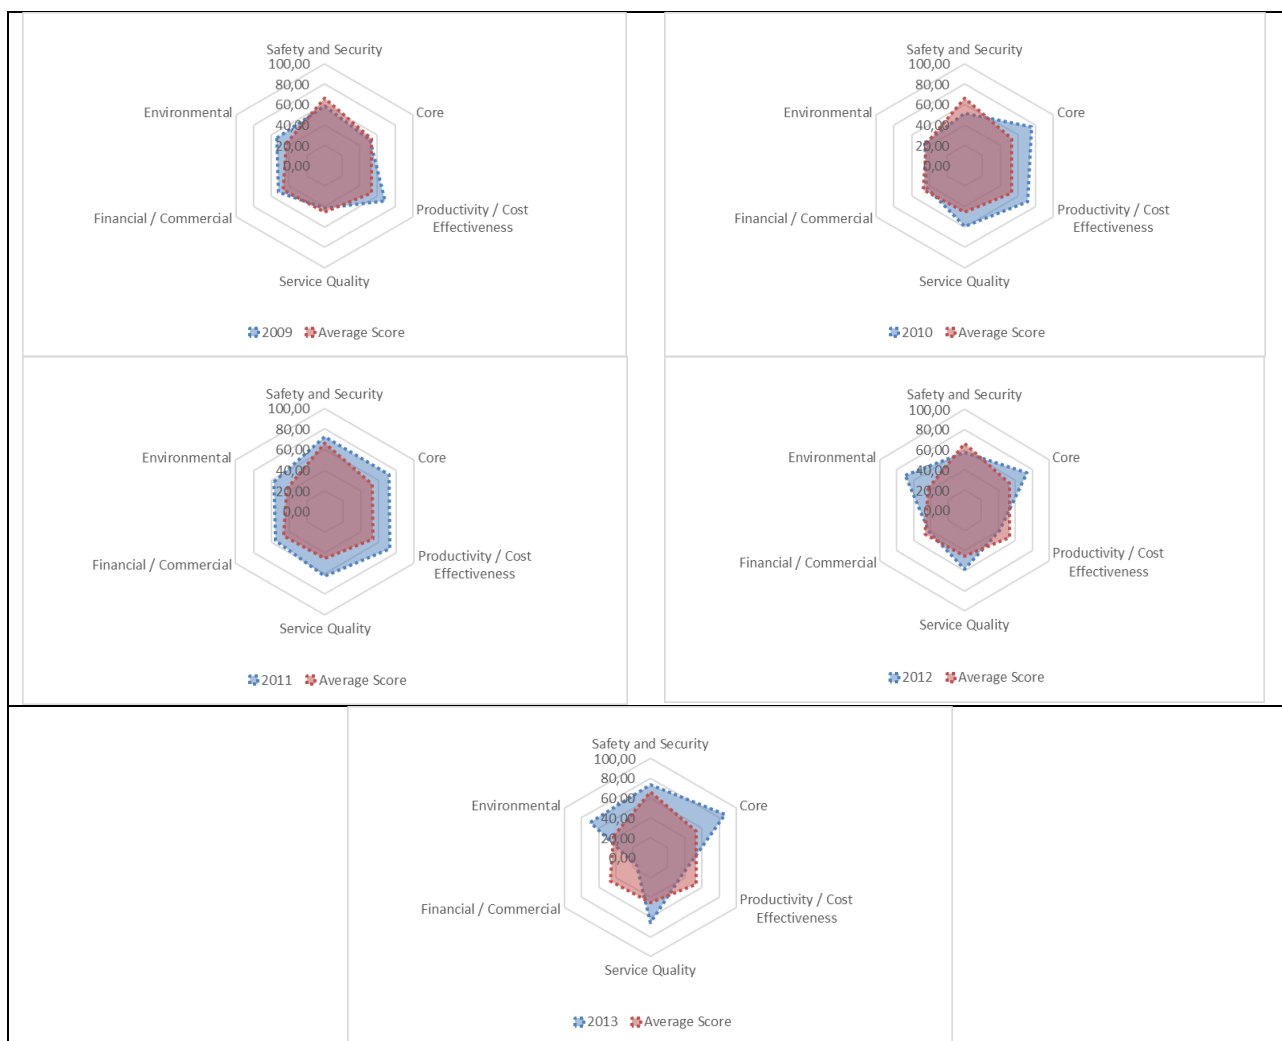 Safety and Security
100,00
80,00
60,00
40,00
20,00
0,00
Environmental
Core
Financial / Commercial
Productivity / Cost
Effectiveness
Service Quality
2009 Average Score
Safety and Security
100,00
80,00
60,00
40,00
20,00
0,00
Environmental
Core
Financial / Commercial
Productivity / Cost
Effectiveness
Service Quality
2010 Average Score
Safety and Security
100,00
80,00
60,00
40,00
20,00
0,00
Environmental
Core
Financial / Commercial
Productivity / Cost
Effectiveness
Service Quality
2011 Average Score
Safety and Security
100,00
80,00
60,00
40,00
20,00
0,00
Environmental
Core
Financial / Commercial
Productivity / Cost
Effectiveness
Service Quality
2012 Average Score
Safety and Security
100,00
80,00
60,00
40,00
20,00
0,00
Environmental
Core
Financial / Commercial
Productivity / Cost
Effectiveness
Service Quality
2013 Average Score